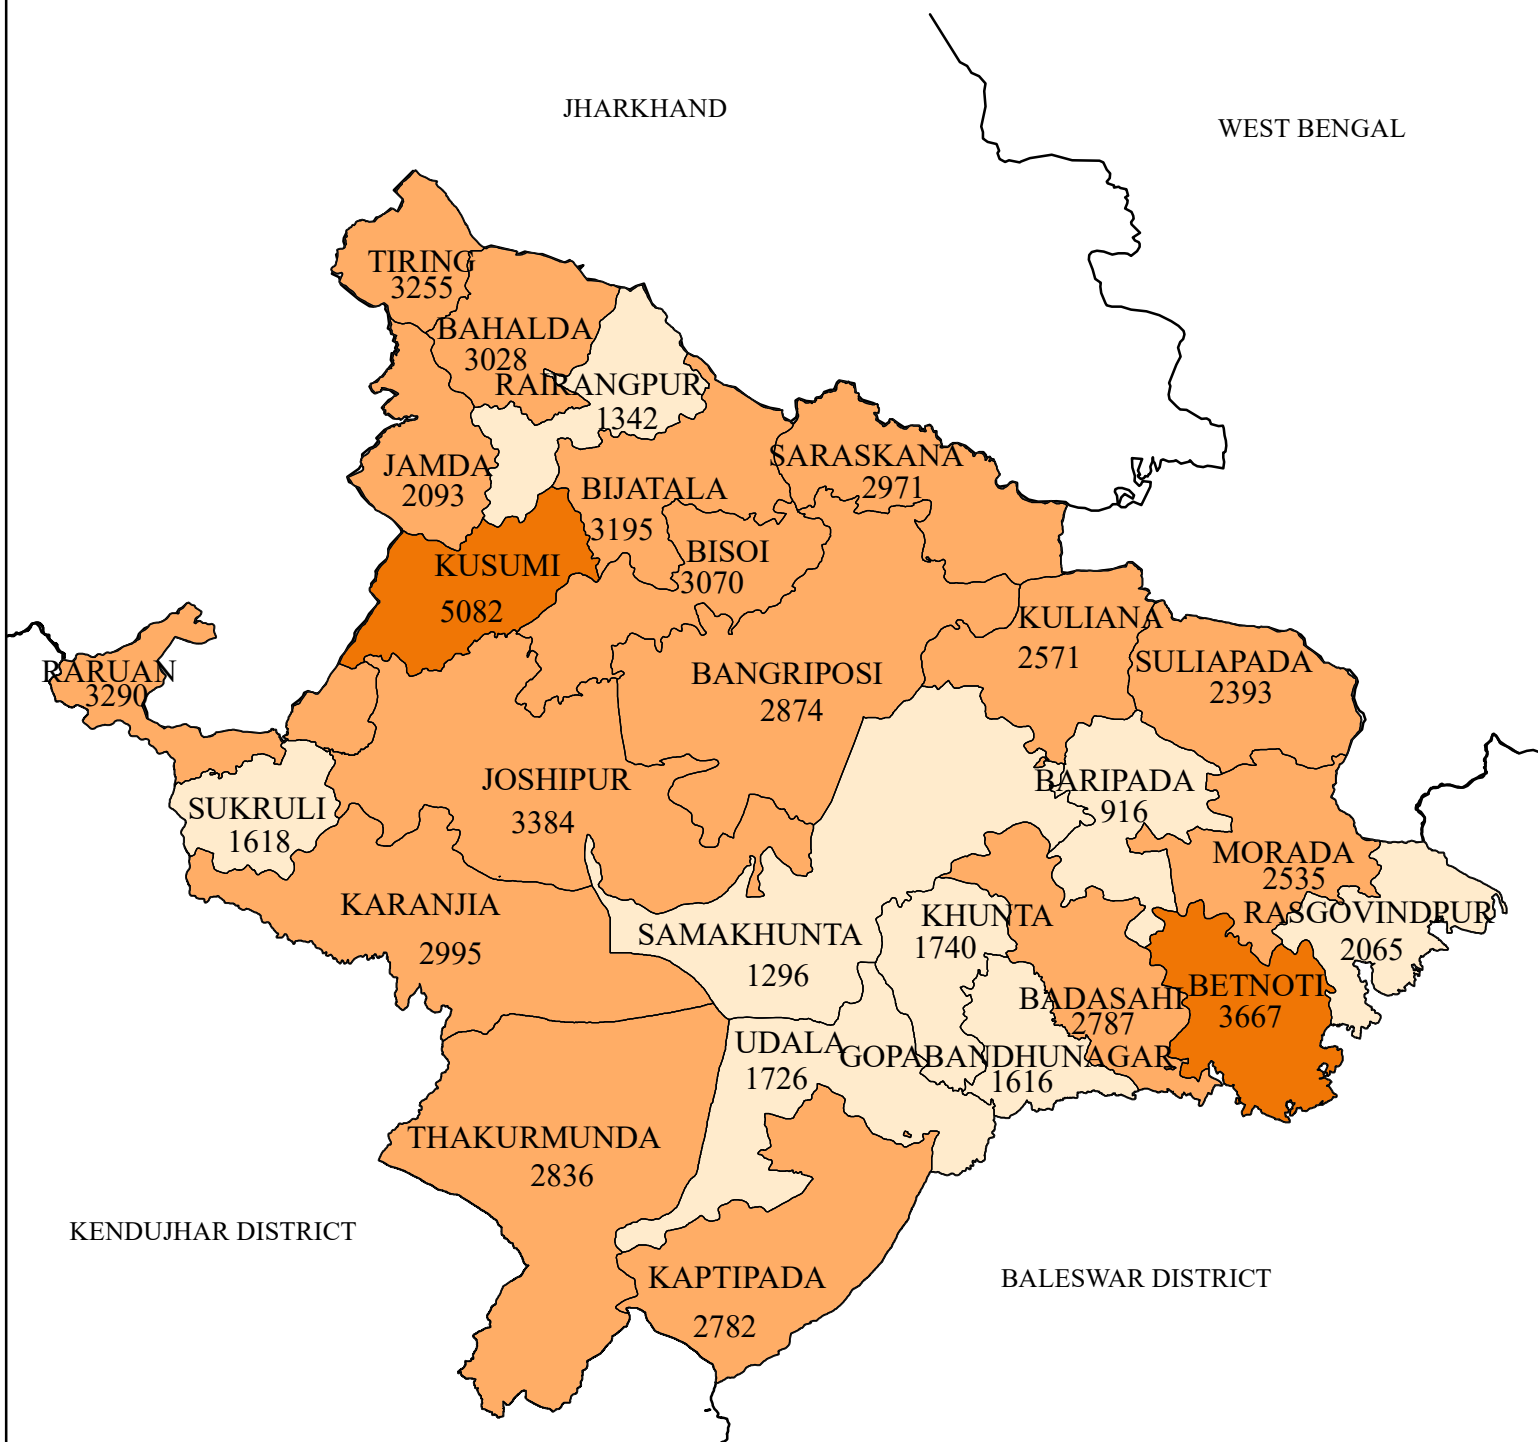 JHARKHAND
WEST BENGAL
TIRING
3255
BAHALDA
3028
RAIRANGPUR
1342
JAMDA
2093
SARASKANA
2971
BIJATALA
3195
BISOI
3070
KUSUMI
5082
KULIANA
2571
SULIAPADA
2393
RARUAN
3290
BANGRIPOSI
2874
JOSHIPUR
3384
BARIPADA
916
SUKRULI
1618
MORADA
2535
KARANJIA
2995
RASGOVINDPUR
2065
KHUNTA
1740
SAMAKHUNTA
1296
BETNOTI
3667
BADASAHI
2787
UDALA
1726
GOPABANDHUNAGAR
1616
THAKURMUNDA
2836
KENDUJHAR DISTRICT
KAPTIPADA
2782
BALESWAR DISTRICT